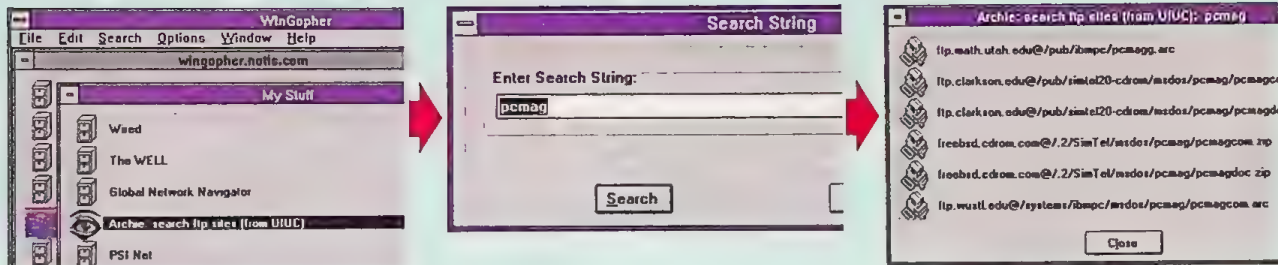 WinGopher
File Edit Search Options Window Help
wingopher.notis.com
My Stuff
Wired
The WELL
Global Network Navigator
Archie: search ftp sites (from UIUC)
PSI Net
Search String
Enter Search String:
pcmag
Search
Archie: search ftp sites (from UIUC): pcmag
ftp.math.utah.edu@/pub/ibmpc/pcmagg.arc
ftp.clarkson.edu@/pub/simtel20-cdrom/msdos/pcmag/pcmagc
ftp.clarkson.edu@/pub/simtel20-cdrom/msdos/pcmag/pcmagdo
freebsd.cdrom.com@/.2/SimTel/msdos/pcmag/pcmagcom.zip
freebsd.cdrom.com@/.2/SimTel/msdos/pcmag/pcmagdoc.zip
ftp.wustl.edu@/systems/ibmpc/msdos/pcmag/pcmagcom.arc
Close